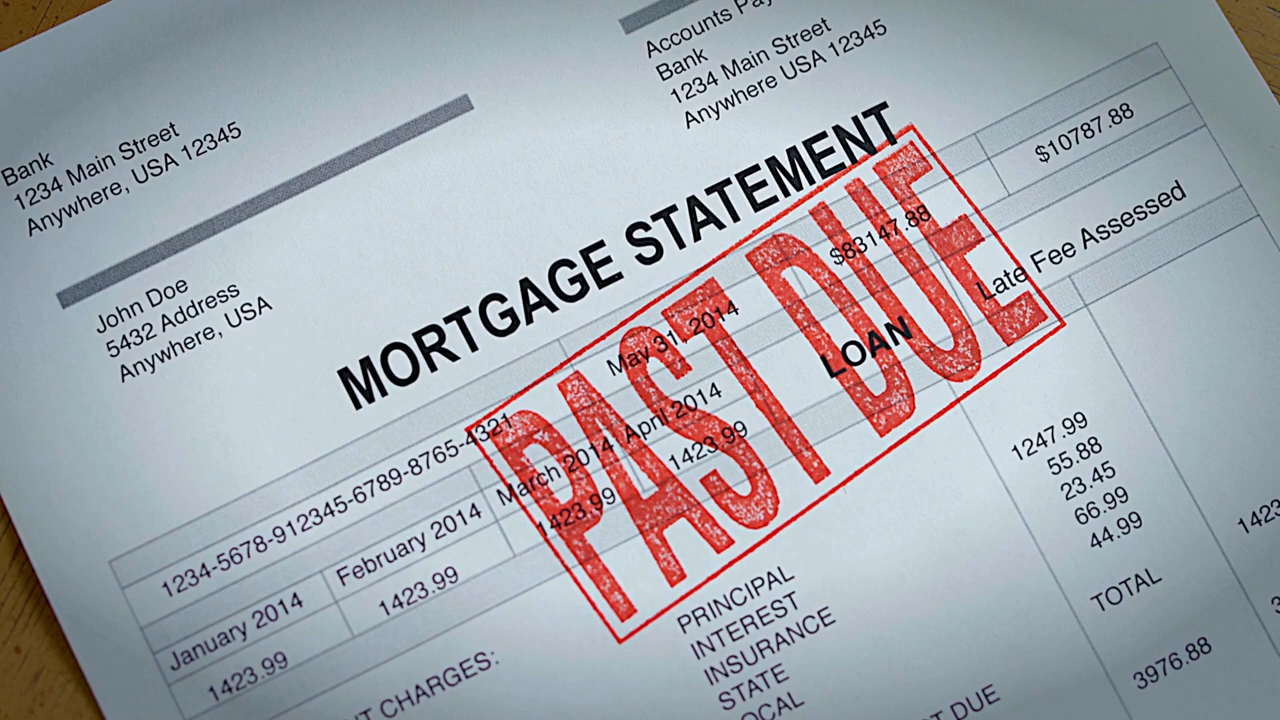 Bank
1234 Main Street
Anywhere, USA 12345
Accounts
Bank
1234 Main Street
Anywhere USA 12345
John Doe
5432 Address
Anywhere, USA
MORTGAGE STATEMENT
PAST DUE
1234-5678-912345-6789-8765-4321
May 31, 2014
$83147.88
$10787.88
January 2014
February 2014
March 2014
April 2014
LOAN
Late Fee Assessed
1423.99
1423.99
1423.99
1423.99
CHARGES:
PRINCIPAL
1247.99
INTEREST
55.88
INSURANCE
23.45
STATE
66.99
44.99
TOTAL
DUE
3976.88